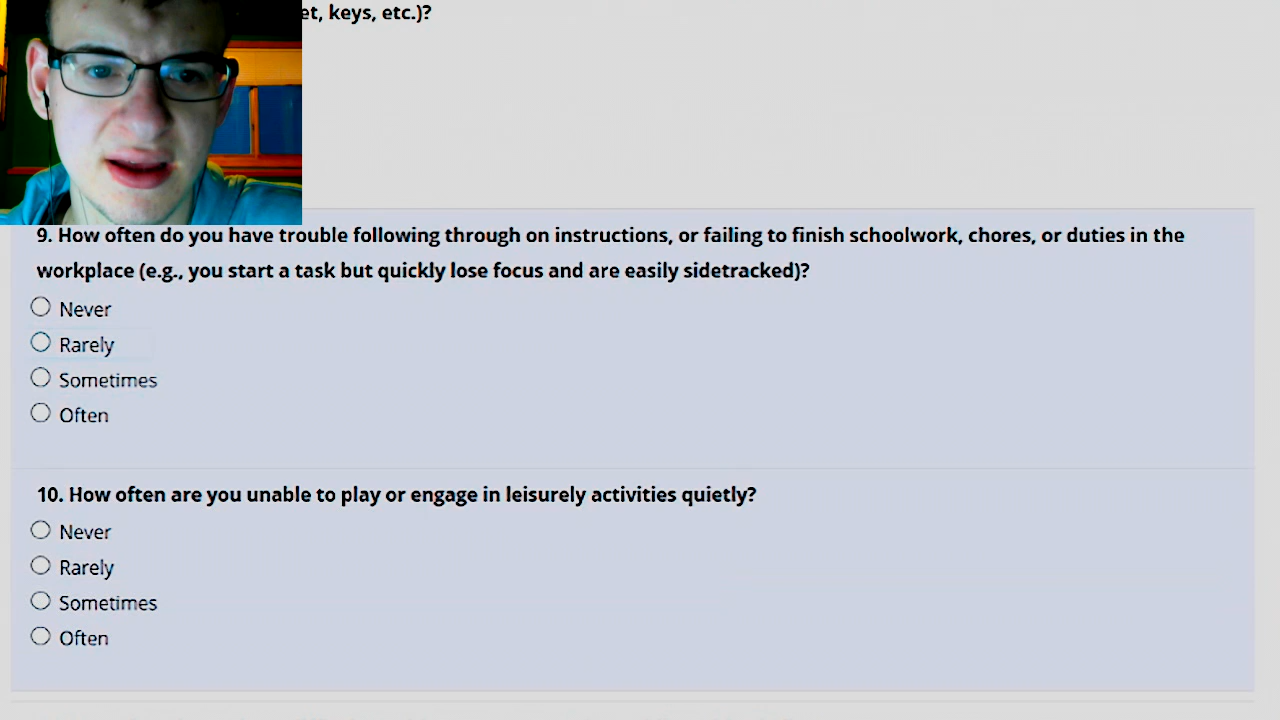 et, keys, etc.)?
9. How often do you have trouble following through on instructions, or failing to finish schoolwork, chores, or duties in the
workplace (e.g., you start a task but quickly lose focus and are easily sidetracked)?
Never
Rarely
Sometimes
Often
10. How often are you unable to play or engage in leisurely activities quietly?
Never
Rarely
Sometimes
Often